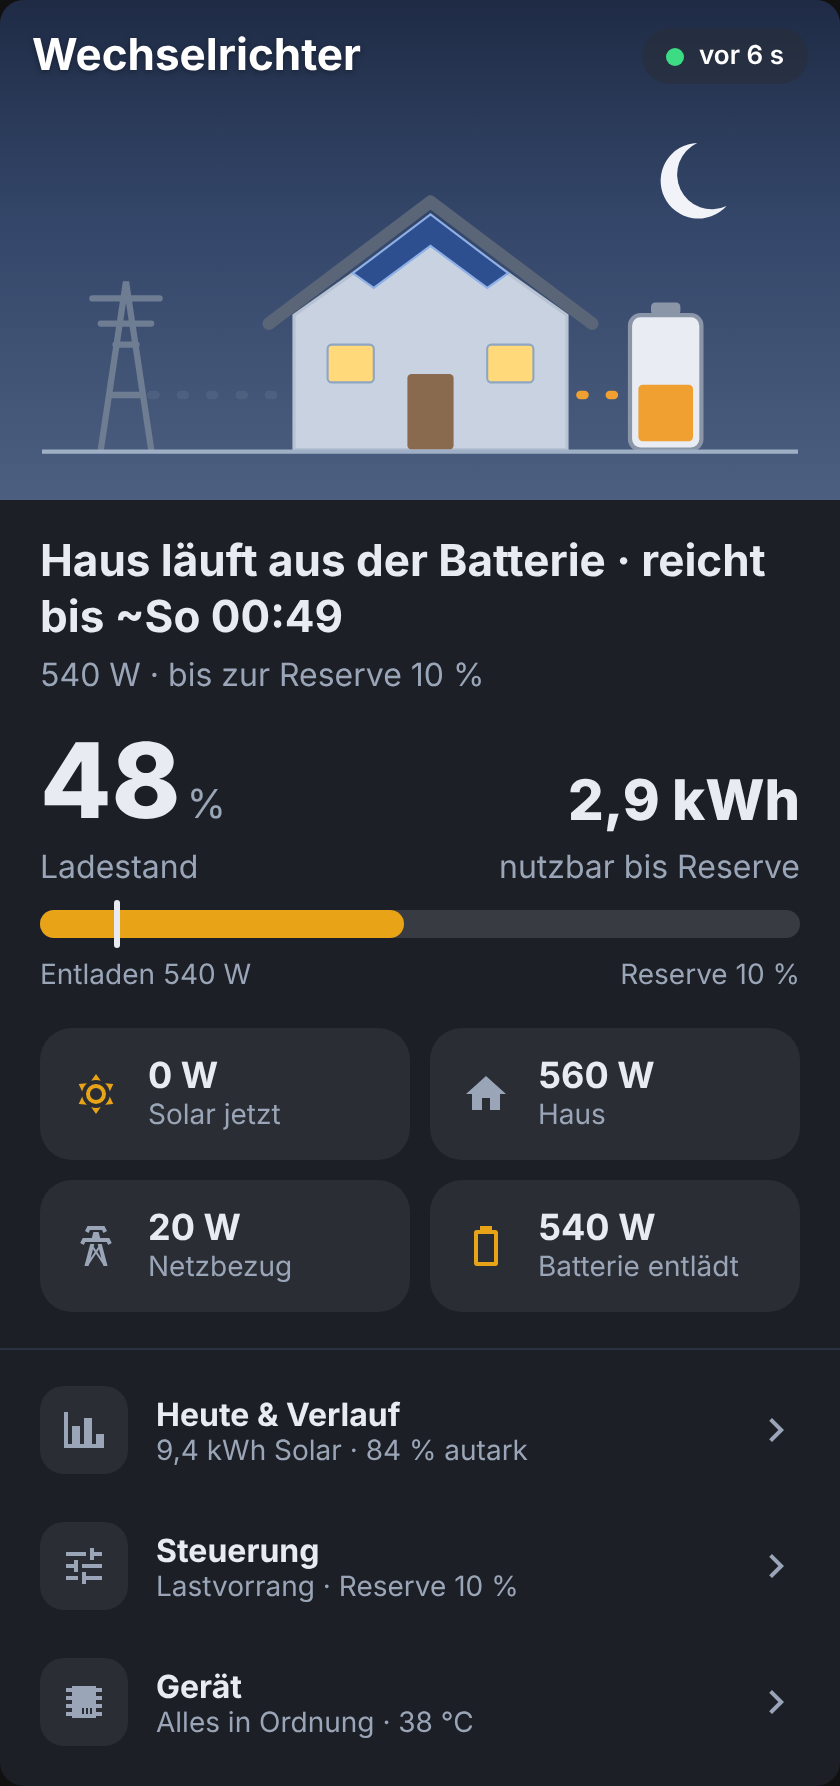 Wechselrichter
vor 6 s
Haus läuft aus der Batterie · reicht
bis ~So 00:49
540 W · bis zur Reserve 10 %
48 %
2,9 kWh
Ladestand
nutzbar bis Reserve
Entladen 540 W
Reserve 10 %
0 W
Solar jetzt
560 W
Haus
20 W
Netzbezug
540 W
Batterie entlädt
Heute & Verlauf
9,4 kWh Solar · 84 % autark
Steuerung
Lastvorrang · Reserve 10 %
Gerät
Alles in Ordnung · 38 °C